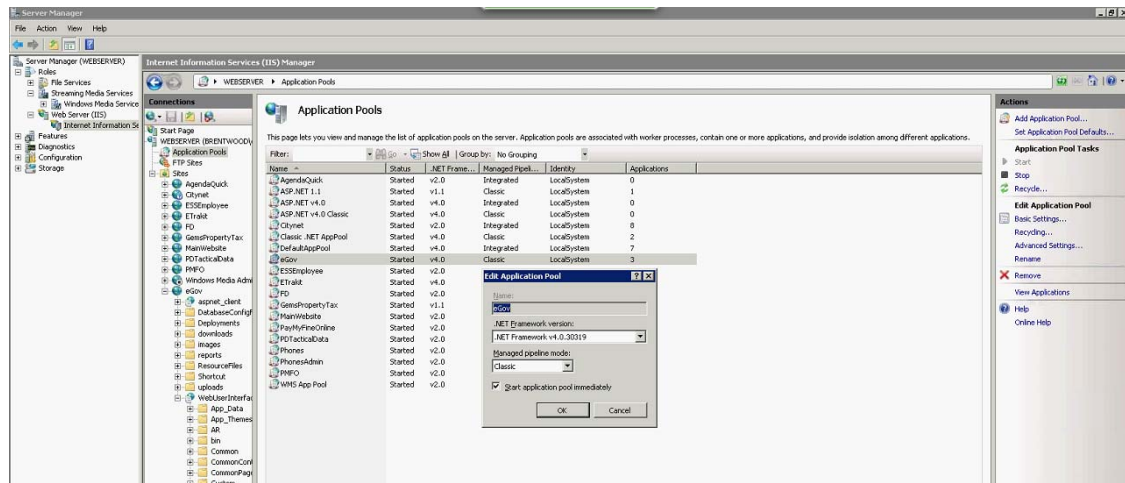 Server Manager
File Action View Help
Server Manager (WEBSERVER)
Roles
File Services
Streaming Media Services
Windows Media Service
Web Server (IIS)
Internet Information Se
Features
Diagnostics
Configuration
Storage
Internet Information Services (IIS) Manager
WEBSERVER Application Pools
Connections
Start Page
WEBSERVER (BRENTWOOD\
Application Pools
FTP Sites
Sites
AgendaQuick
Citynet
ESSEmployee
ETrakit
FD
GemsPropertyTax
MainWebsite
PDTacticalData
PMFO
Windows Media Admi
eGov
aspnet_client
DatabaseConfigF
Deployments
downloads
images
reports
ResourceFiles
Shortcut
uploads
WebUserInterfac
App_Data
App_Themes
AR
bin
Common
CommonCont
CommonPage
Custom
Application Pools
This page lets you view and manage the list of application pools on the server. Application pools are associated with worker processes, contain one or more applications, and provide isolation among different applications.
Filter: Go Show All Group by: No Grouping
Name Status .NET Frame... Managed Pipeli... Identity Applications
AgendaQuick Started v2.0 Integrated LocalSystem 0
ASP.NET 1.1 Started v1.1 Classic LocalSystem 1
ASP.NET v4.0 Started v4.0 Integrated LocalSystem 0
ASP.NET v4.0 Classic Started v4.0 Classic LocalSystem 0
Citynet Started v2.0 Integrated LocalSystem 8
Classic .NET AppPool Started v4.0 Classic LocalSystem 2
DefaultAppPool Started v4.0 Integrated LocalSystem 7
eGov Started v4.0 Classic LocalSystem 3
ESSEmployee Started v2.0
ETrakit Started v4.0
FD Started v2.0
GemsPropertyTax Started v1.1
MainWebsite Started v2.0
PayMyFineOnline Started v2.0
PDTacticalData Started v2.0
Phones Started v2.0
PhonesAdmin Started v2.0
PMFO Started v2.0
WMS App Pool Started v2.0
Edit Application Pool
Name:
eGov
.NET Framework version:
.NET Framework v4.0.30319
Managed pipeline mode:
Classic
Start application pool immediately
OK Cancel
Actions
Add Application Pool...
Set Application Pool Defaults...
Application Pool Tasks
Start
Stop
Recycle...
Edit Application Pool
Basic Settings...
Recycling...
Advanced Settings...
Rename
Remove
View Applications
Help
Online Help